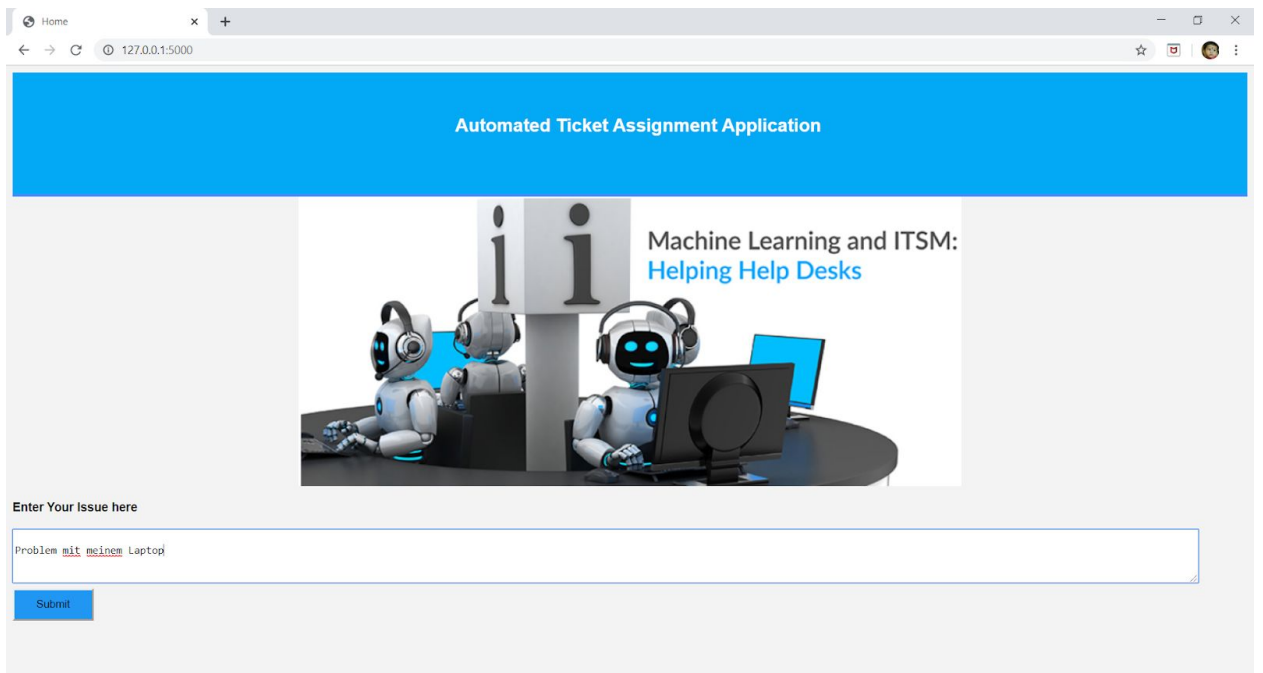 Home
127.0.0.1:5000
Automated Ticket Assignment Application
i i
Machine Learning and ITSM:
Helping Help Desks
Enter Your Issue here
Problem mit meinem Laptop
Submit